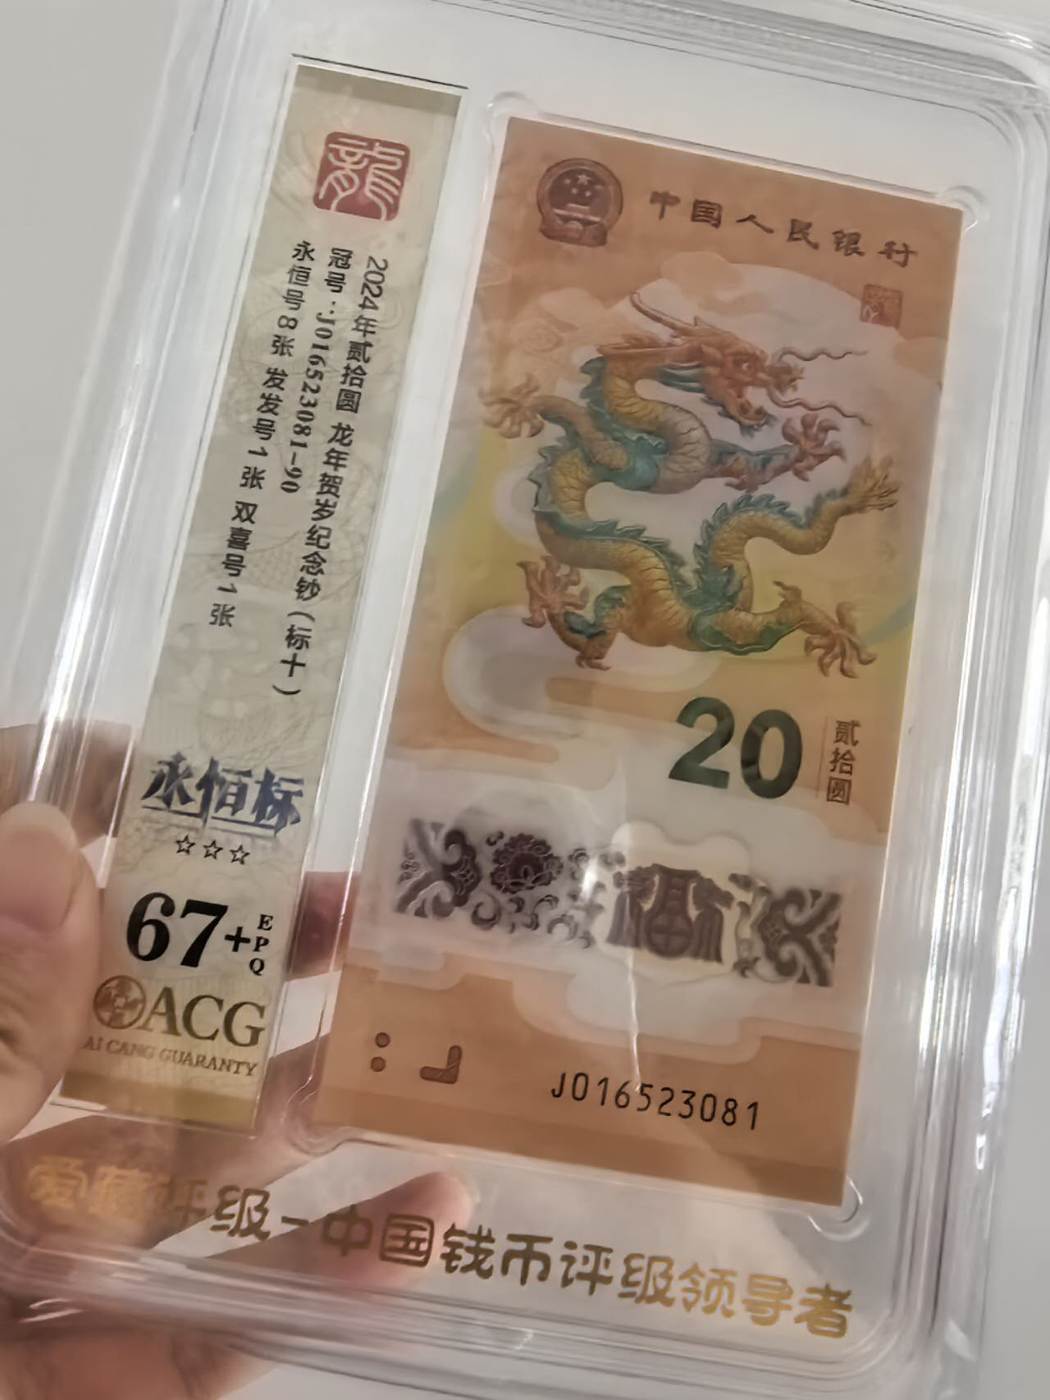 龍
2024年贰拾圆 龙年贺岁纪念钞(标十)
冠号:J016523081-90
永恒号8张 发发号1张 双喜号1张
永恒标
☆☆☆
67+EPQ
ACG
AI CANG GUARANTY
中国人民银行
20
贰拾圆
J016523081
爱藏评级-中国钱币评级领导者